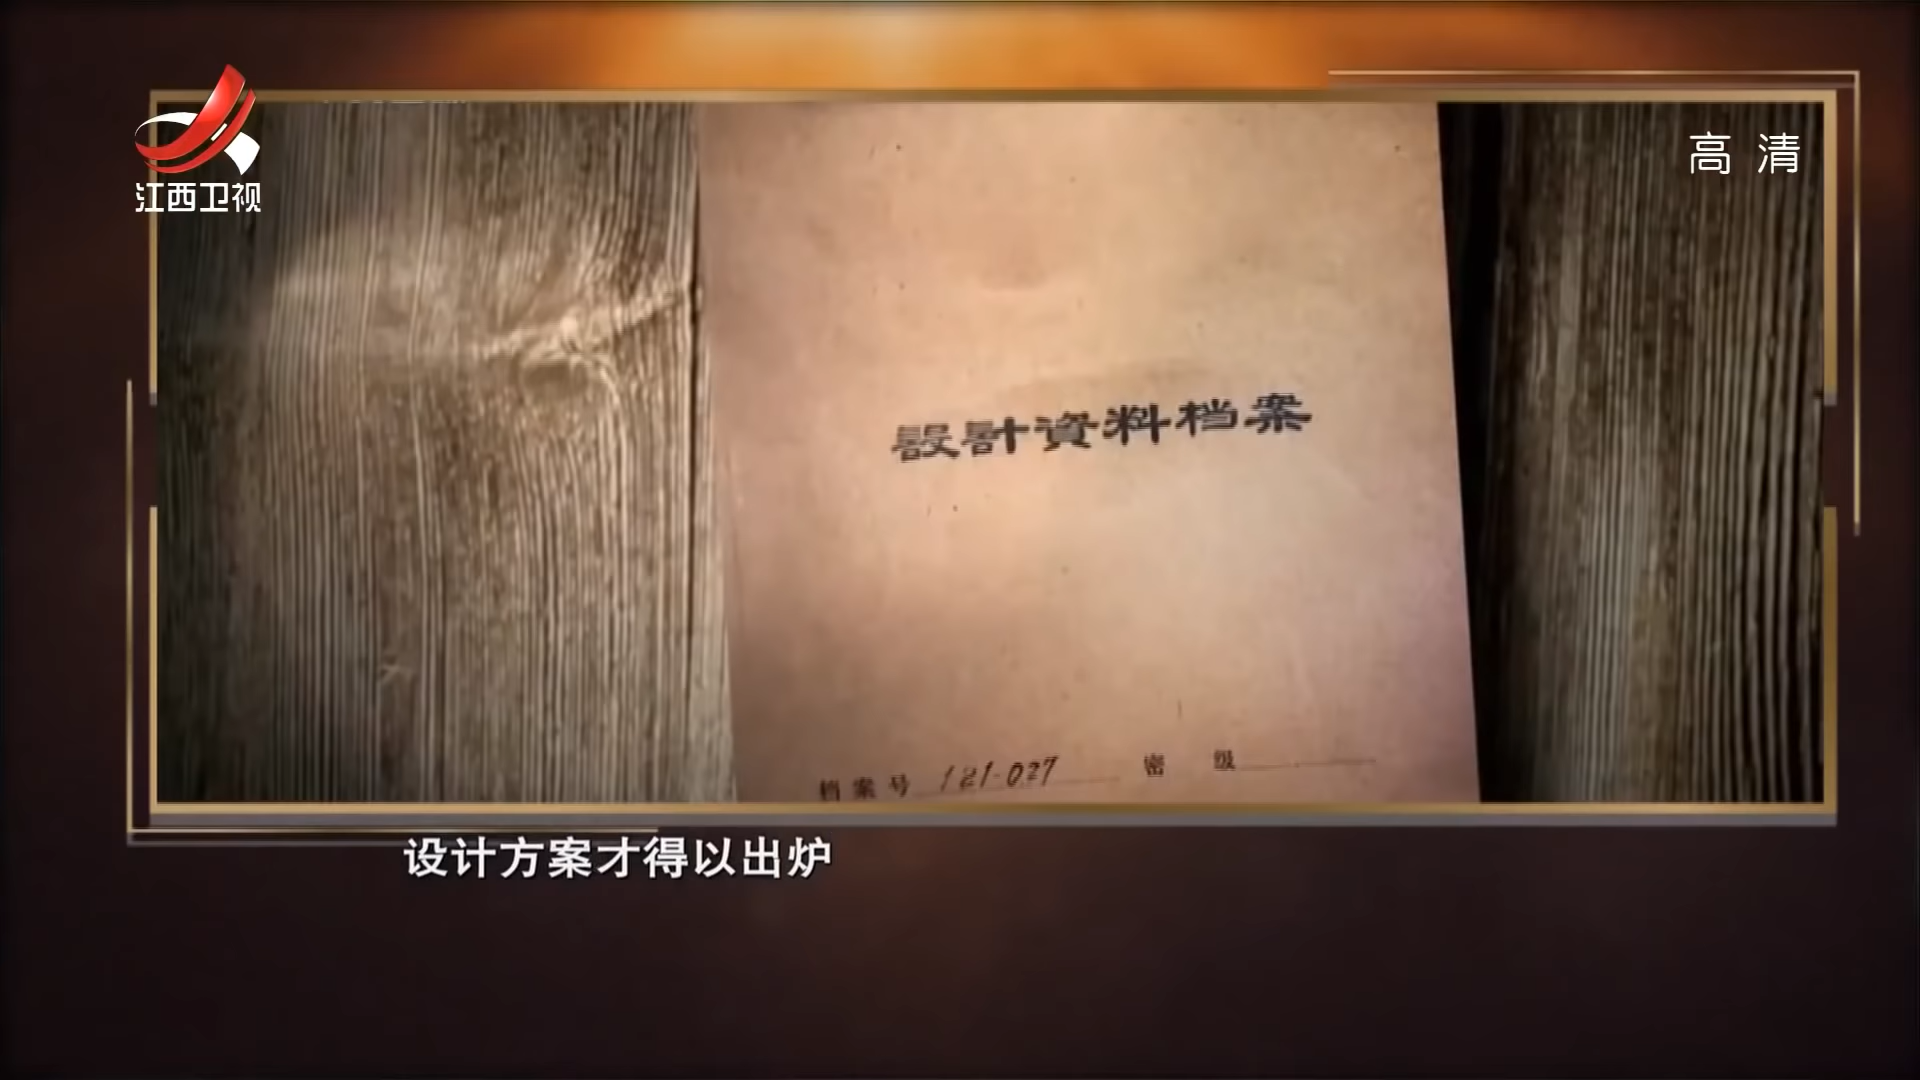 江西卫视
高清
設計資料档案
档案号 121-027 密级
设计方案才得以出炉